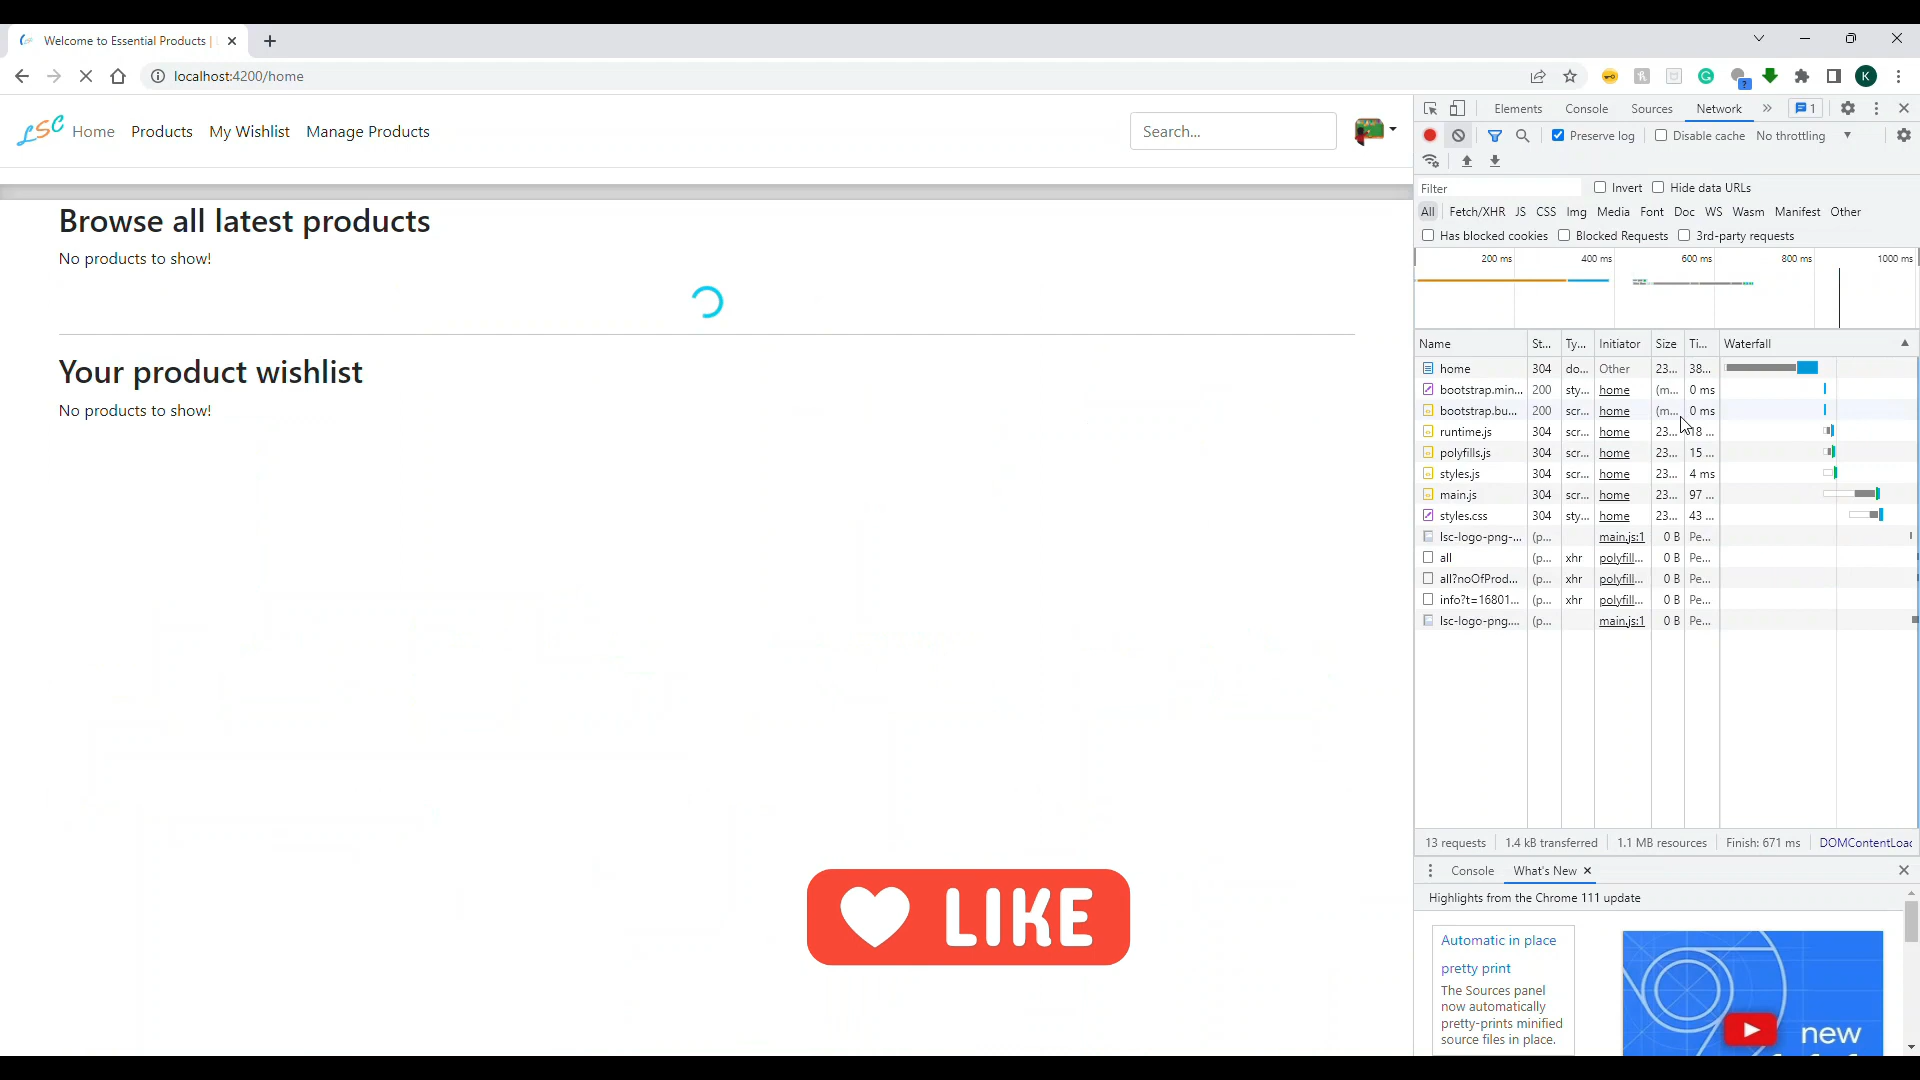 Welcome to Essential Products |
localhost:4200/home
K
LSC Home Products My Wishlist Manage Products
Search...
Browse all latest products
No products to show!
Your product wishlist
No products to show!
LIKE
Elements Console Sources Network 1
Preserve log Disable cache No throttling
Filter Invert Hide data URLs
All Fetch/XHR JS CSS Img Media Font Doc WS Wasm Manifest Other
Has blocked cookies Blocked Requests 3rd-party requests
200 ms 400 ms 600 ms 800 ms 1000 ms
Name St... Ty... Initiator Size Ti... Waterfall
home 304 do... Other 23... 38...
bootstrap.min... 200 sty... home (m... 0 ms
bootstrap.bu... 200 scr... home (m... 0 ms
runtime.js 304 scr... home 23... 18 ...
polyfills.js 304 scr... home 23... 15 ...
styles.js 304 scr... home 23... 4 ms
main.js 304 scr... home 23... 97 ...
styles.css 304 sty... home 23... 43 ...
lsc-logo-png-... (p... main.js:1 0 B Pe...
all (p... xhr polyfill... 0 B Pe...
all?noOfProd... (p... xhr polyfill... 0 B Pe...
info?t=16801... (p... xhr polyfill... 0 B Pe...
lsc-logo-png.... (p... main.js:1 0 B Pe...
13 requests 1.4 kB transferred 1.1 MB resources Finish: 671 ms DOMContentLoad
Console What's New
Highlights from the Chrome 111 update
Automatic in place
pretty print
The Sources panel
now automatically
pretty-prints minified
source files in place.
new